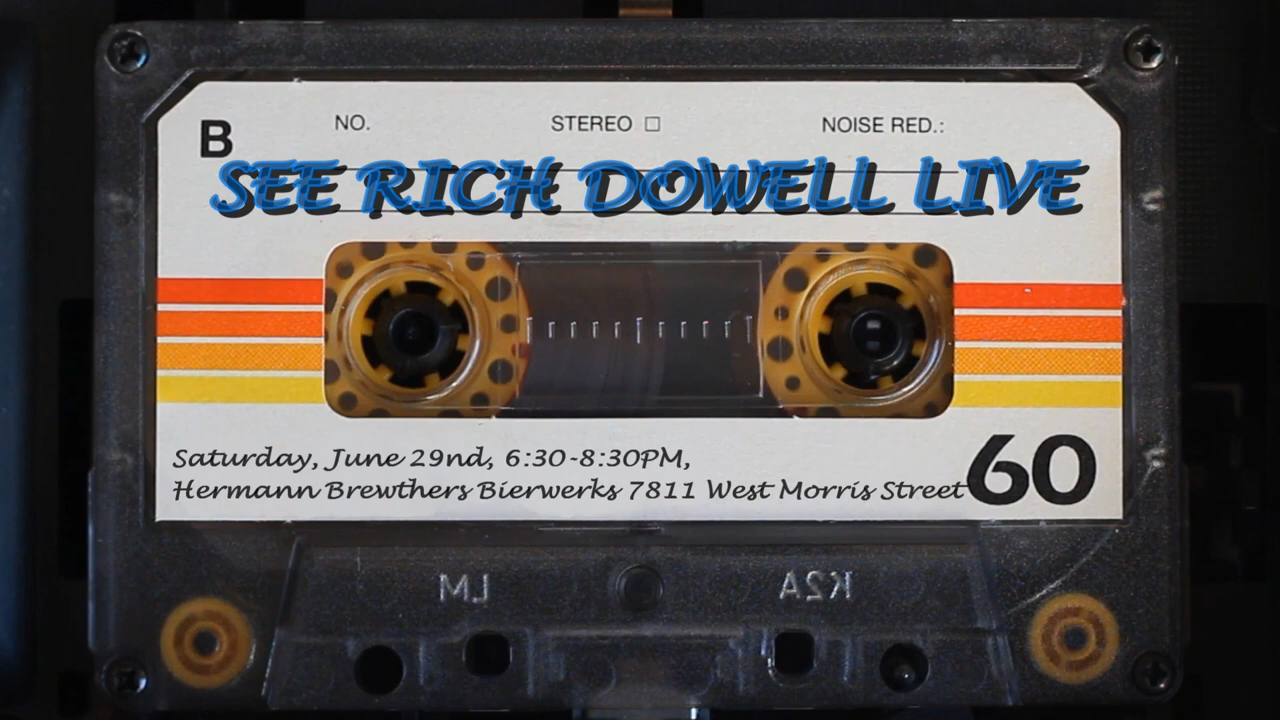 B NO. STEREO ☐ NOISE RED.:
SEE RICH DOWELL LIVE
Saturday, June 29nd, 6:30-8:30PM,
Hermann Brewthers Bierwerks 7811 West Morris Street
60
LM K2A